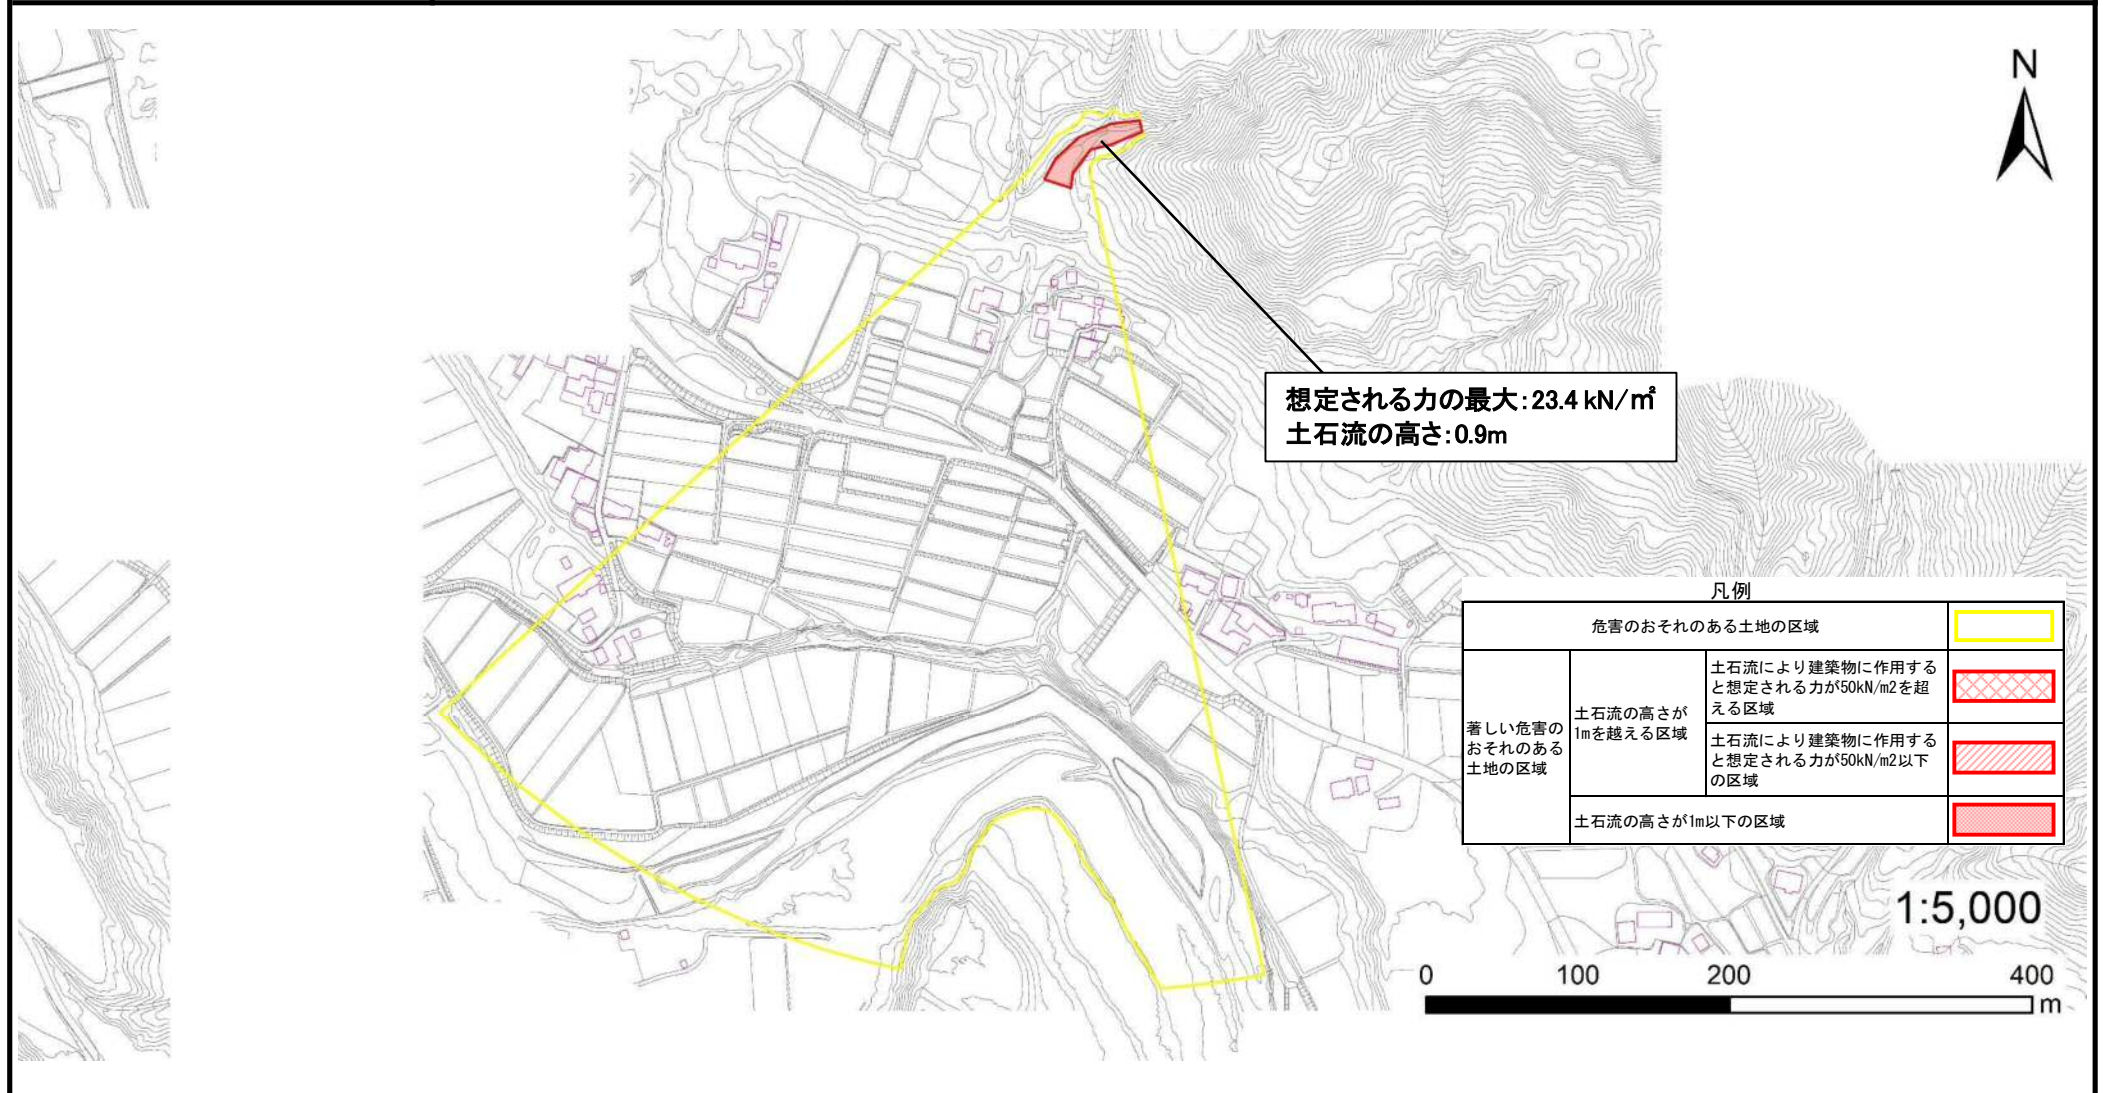 N
想定される力の最大:23.4 kN/㎡
土石流の高さ:0.9m
凡例
危害のおそれのある土地の区域
著しい危害の
おそれのある
土地の区域
土石流の高さが
1mを越える区域
土石流により建築物に作用する
と想定される力が50kN/m2を超
える区域
土石流により建築物に作用する
と想定される力が50kN/m2以下
の区域
土石流の高さが1m以下の区域
1:5,000
0 100 200 400
m